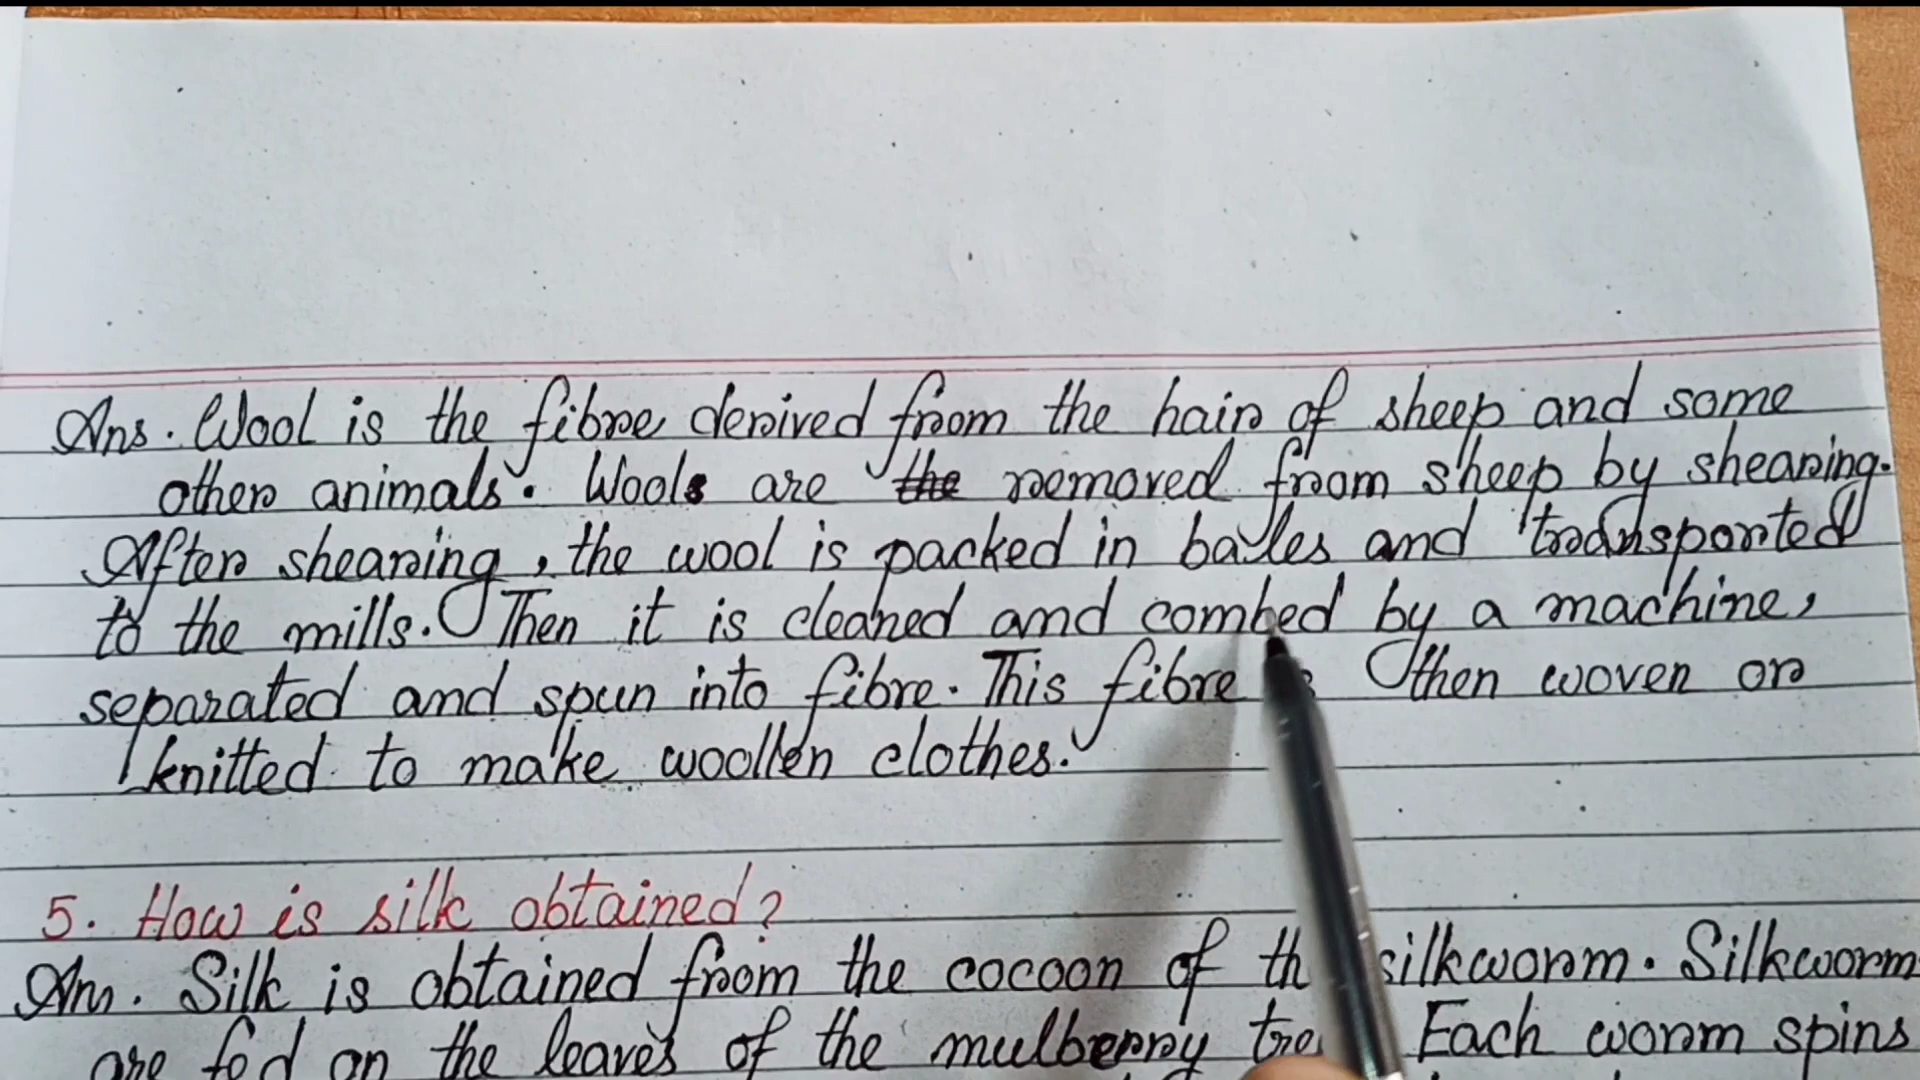 Ans. Wool is the fibre derived from the hair of sheep and some
other animals. Wools are the removed from sheep by shearing.
After shearing, the wool is packed in bales and transported
to the mills. Then it is cleaned and combed by a machine,
separated and spun into fibre. This fibre then woven or
knitted to make woollen clothes.
5. How is silk obtained?
Ans. Silk is obtained from the cocoon of th silkworm. Silkworm
are fed on the leaves of the mulberry tre Each worm spins